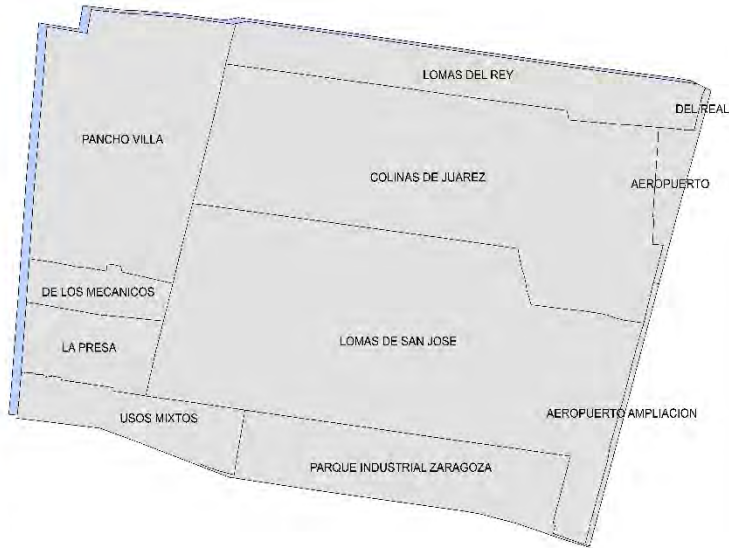 LOMAS DEL REY
DEL REAL
PANCHO VILLA
COLINAS DE JUAREZ
AEROPUERTO
DE LOS MECANICOS
LA PRESA
LOMAS DE SAN JOSE
USOS MIXTOS
AEROPUERTO AMPLIACION
PARQUE INDUSTRIAL ZARAGOZA